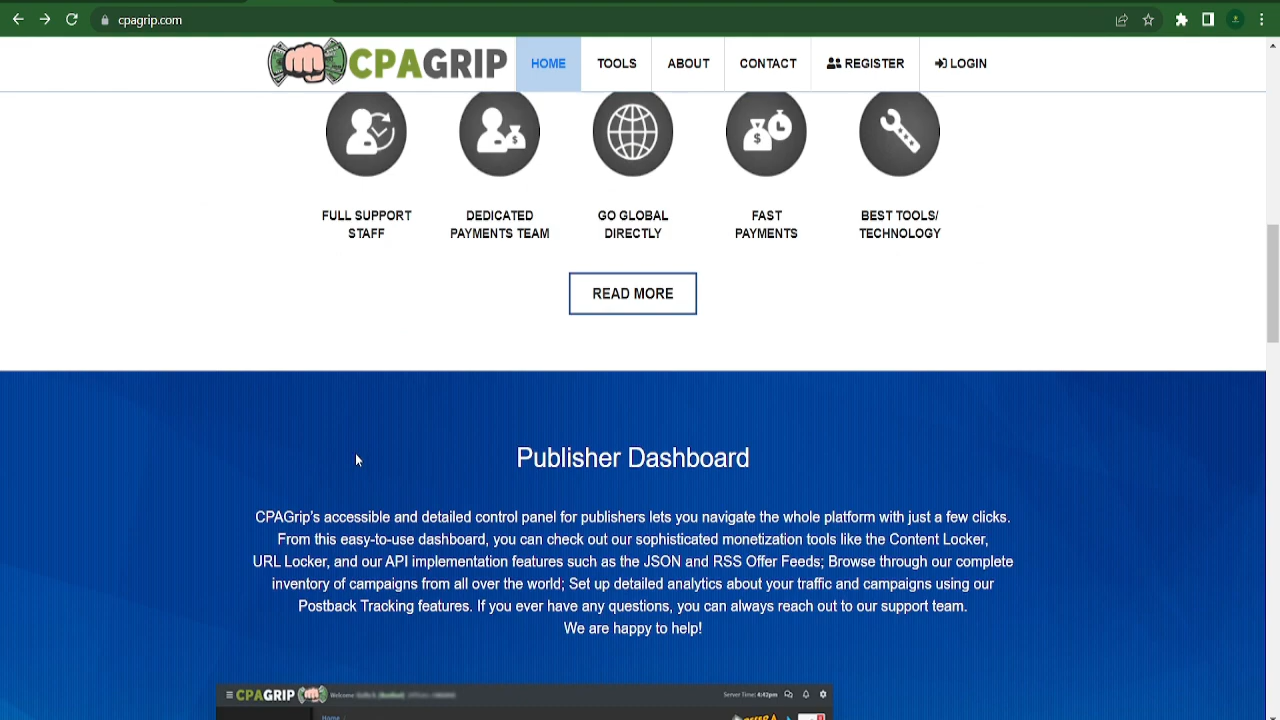 cpagrip.com
CPAGRIP
HOME
TOOLS
ABOUT
CONTACT
REGISTER
LOGIN
FULL SUPPORT
STAFF
DEDICATED
PAYMENTS TEAM
GO GLOBAL
DIRECTLY
FAST
PAYMENTS
BEST TOOLS/
TECHNOLOGY
READ MORE
Publisher Dashboard
CPAGrip's accessible and detailed control panel for publishers lets you navigate the whole platform with just a few clicks.
From this easy-to-use dashboard, you can check out our sophisticated monetization tools like the Content Locker,
URL Locker, and our API implementation features such as the JSON and RSS Offer Feeds; Browse through our complete
inventory of campaigns from all over the world; Set up detailed analytics about your traffic and campaigns using our
Postback Tracking features. If you ever have any questions, you can always reach out to our support team.
We are happy to help!
CPAGRIP
Welcome
Server Time: 4:42pm
Home